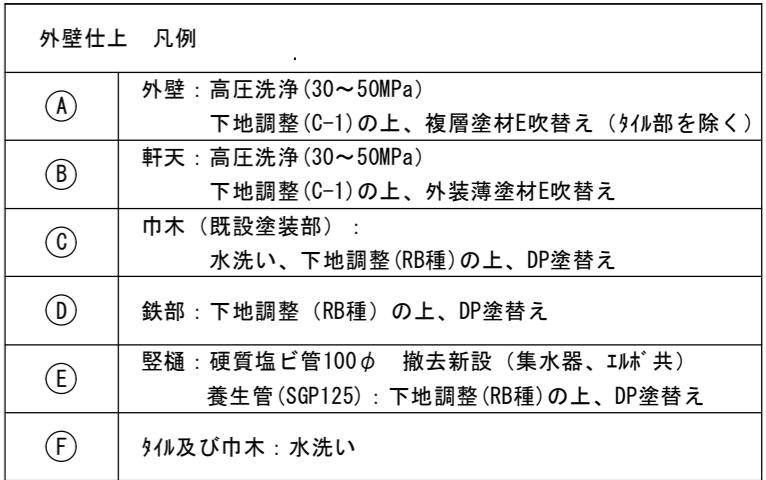 外壁仕上　凡例
Ⓐ 外壁：高圧洗浄(30～50MPa)
下地調整(C-1)の上、複層塗材E吹替え（ﾀｲﾙ部を除く）
Ⓑ 軒天：高圧洗浄(30～50MPa)
下地調整(C-1)の上、外装薄塗材E吹替え
Ⓒ 巾木（既設塗装部）：
水洗い、下地調整(RB種)の上、DP塗替え
Ⓓ 鉄部：下地調整（RB種）の上、DP塗替え
Ⓔ 竪樋：硬質塩ビ管100φ　撤去新設（集水器、ｴﾙﾎﾞ共）
養生管(SGP125)：下地調整(RB種)の上、DP塗替え
Ⓕ ﾀｲﾙ及び巾木：水洗い